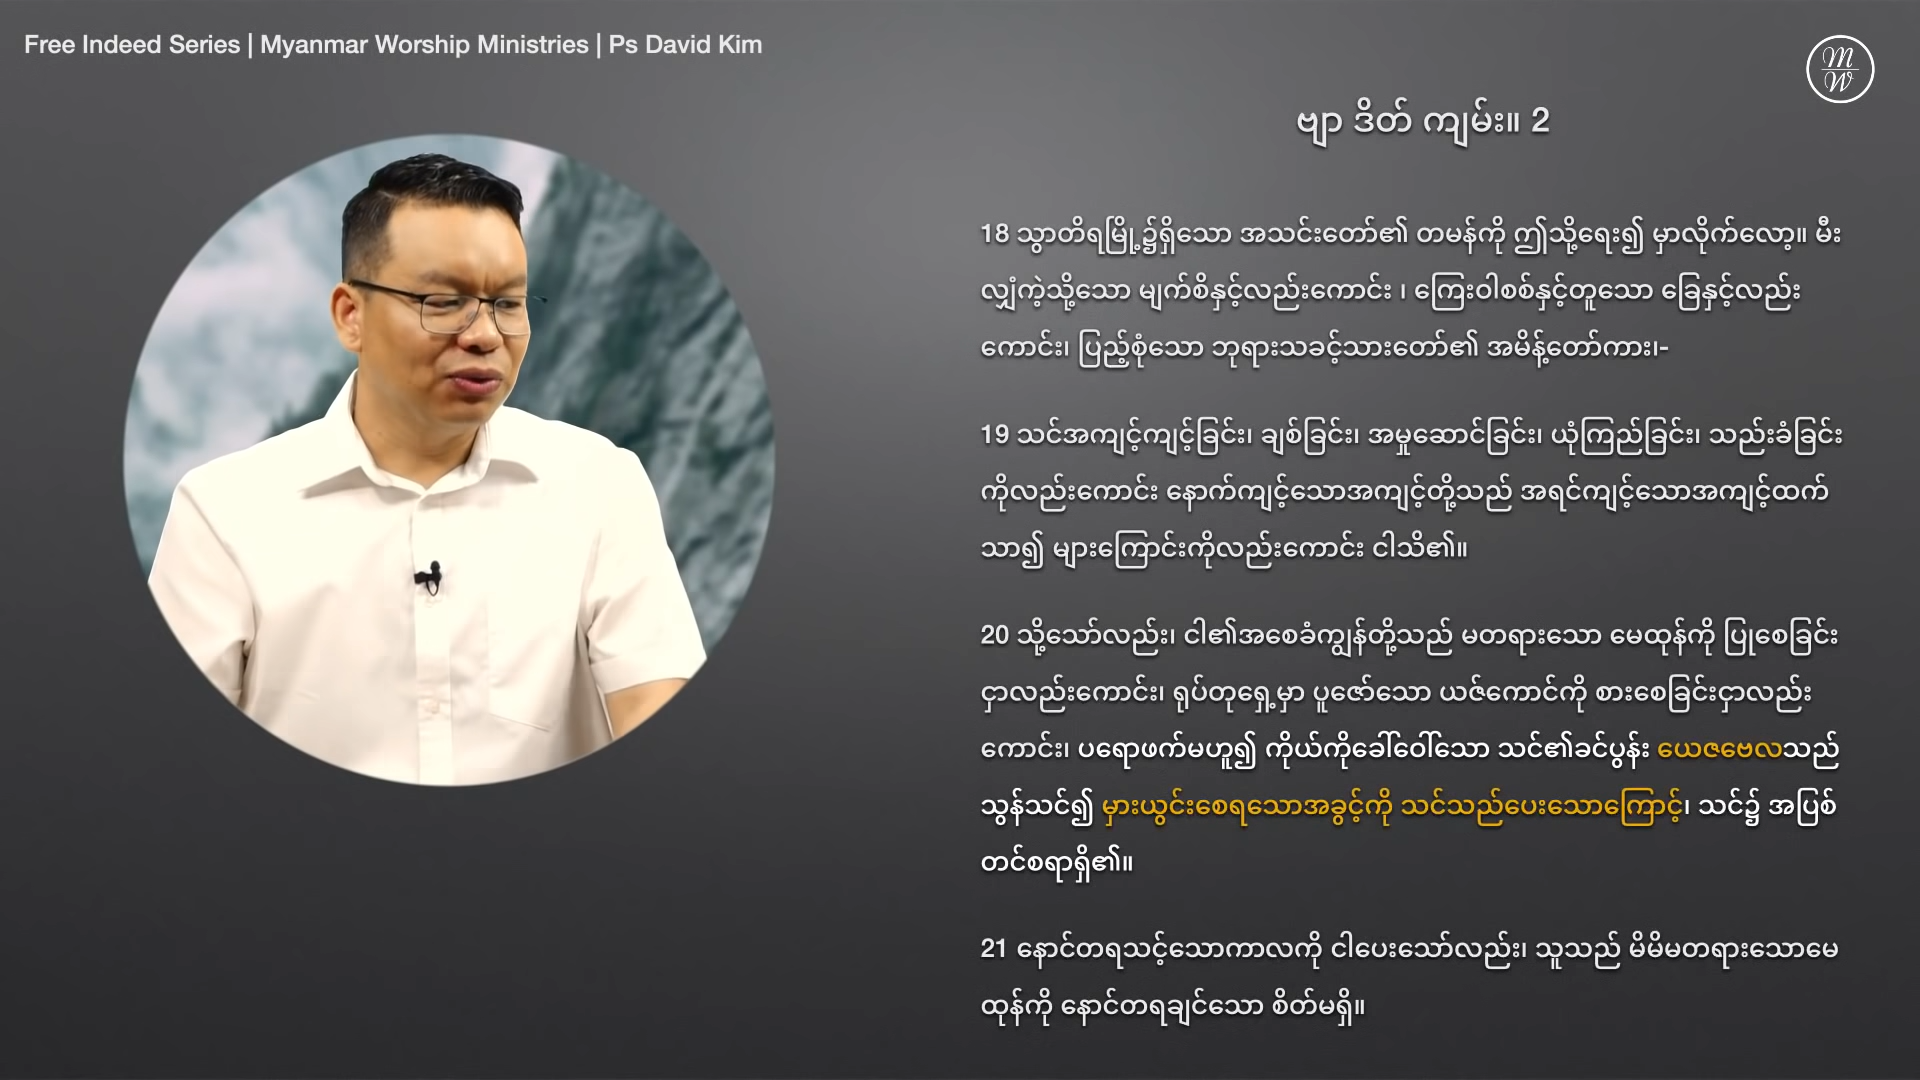 Free Indeed Series | Myanmar Worship Ministries | Ps David Kim
M
W
ဗျာ ဒိတ် ကျမ်း။ 2
18 သွာတိရမြို့၌ရှိသော အသင်းတော်၏ တမန်ကို ဤသို့ရေး၍ မှာလိုက်လော့။ မီး
လျှံကဲ့သို့သော မျက်စိနှင့်လည်းကောင်း ၊ ကြေးဝါစစ်နှင့်တူသော ခြေနှင့်လည်း
ကောင်း၊ ပြည့်စုံသော ဘုရားသခင့်သားတော်၏ အမိန့်တော်ကား၊-
19 သင်အကျင့်ကျင့်ခြင်း၊ ချစ်ခြင်း၊ အမှုဆောင်ခြင်း၊ ယုံကြည်ခြင်း၊ သည်းခံခြင်း
ကိုလည်းကောင်း နောက်ကျင့်သောအကျင့်တို့သည် အရင်ကျင့်သောအကျင့်ထက်
သာ၍ များကြောင်းကိုလည်းကောင်း ငါသိ၏။
20 သို့သော်လည်း၊ ငါ၏အစေခံကျွန်တို့သည် မတရားသော မေထုန်ကို ပြုစေခြင်း
ငှာလည်းကောင်း၊ ရုပ်တုရှေ့မှာ ပူဇော်သော ယဇ်ကောင်ကို စားစေခြင်းငှာလည်း
ကောင်း၊ ပရောဖက်မဟူ၍ ကိုယ်ကိုခေါ်ဝေါ်သော သင်၏ခင်ပွန်း ယေဇဗေလသည်
သွန်သင်၍ မှားယွင်းစေရသောအခွင့်ကို သင်သည်ပေးသောကြောင့်၊ သင်၌ အပြစ်
တင်စရာရှိ၏။
21 နောင်တရသင့်သောကာလကို ငါပေးသော်လည်း၊ သူသည် မိမိမတရားသောမေ
ထုန်ကို နောင်တရချင်သော စိတ်မရှိ။